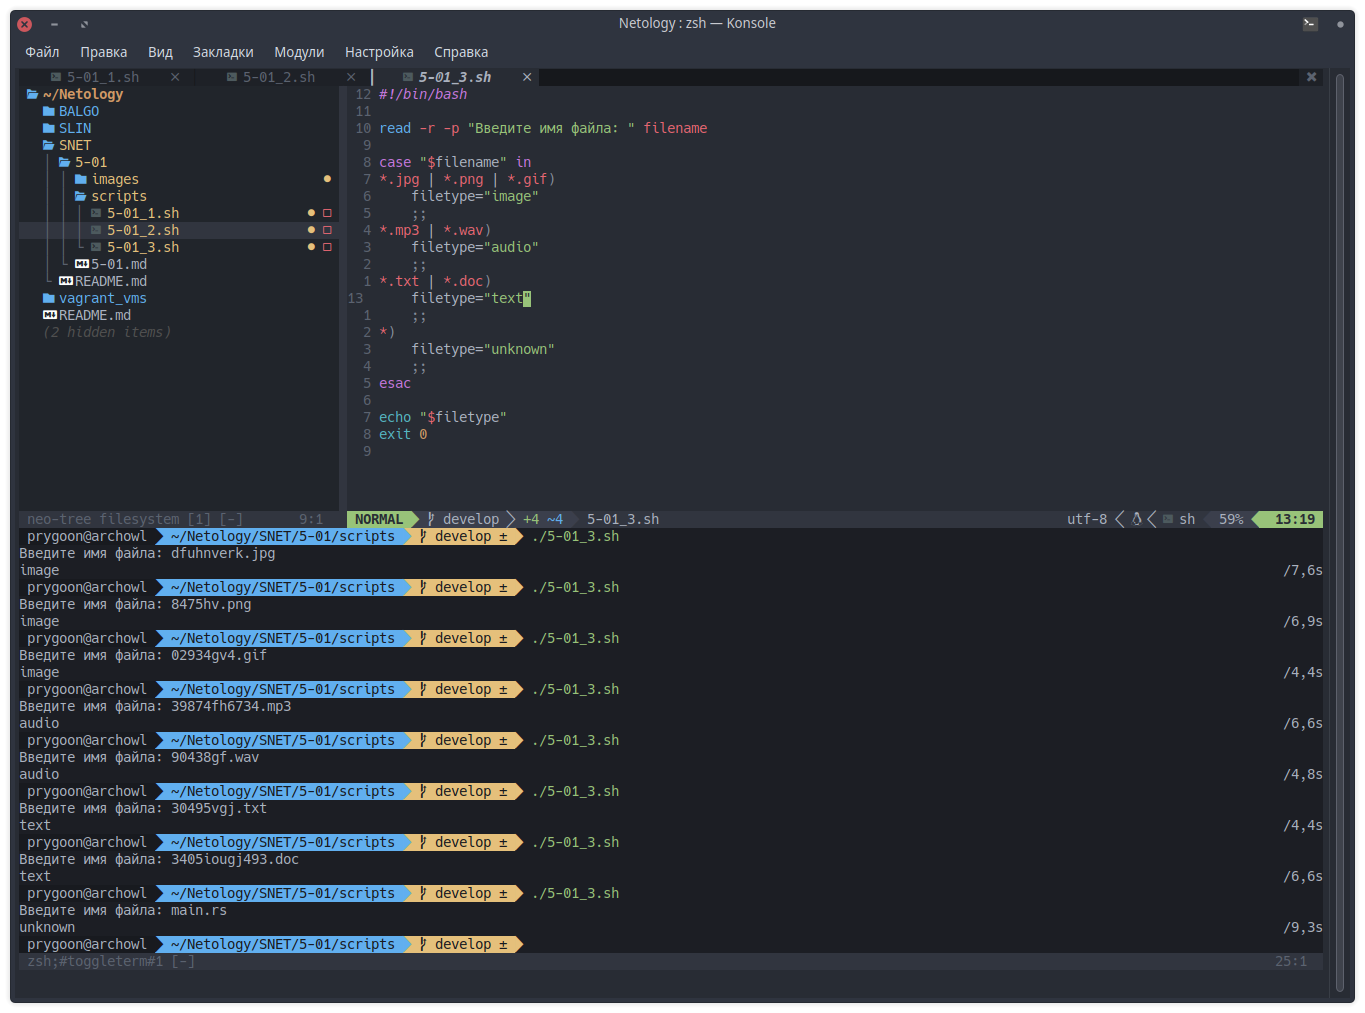 Netology : zsh — Konsole
Файл Правка Вид Закладки Модули Настройка Справка
5-01_1.sh 5-01_2.sh 5-01_3.sh
~/Netology
BALGO
SLIN
SNET
5-01
images
scripts
5-01_1.sh
5-01_2.sh
5-01_3.sh
5-01.md
README.md
vagrant_vms
README.md
(2 hidden items)
neo-tree filesystem [1] [-] 9:1
12 #!/bin/bash
11
10 read -r -p "Введите имя файла: " filename
9
8 case "$filename" in
7 *.jpg | *.png | *.gif)
6     filetype="image"
5     ;;
4 *.mp3 | *.wav)
3     filetype="audio"
2     ;;
1 *.txt | *.doc)
13     filetype="text"
1     ;;
2 *)
3     filetype="unknown"
4     ;;
5 esac
6
7 echo "$filetype"
8 exit 0
9
NORMAL develop +4 ~4 5-01_3.sh utf-8 sh 59% 13:19
prygoon@archowl ~/Netology/SNET/5-01/scripts develop ± ./5-01_3.sh
Введите имя файла: dfuhnverk.jpg
image /7,6s
prygoon@archowl ~/Netology/SNET/5-01/scripts develop ± ./5-01_3.sh
Введите имя файла: 8475hv.png
image /6,9s
prygoon@archowl ~/Netology/SNET/5-01/scripts develop ± ./5-01_3.sh
Введите имя файла: 02934gv4.gif
image /4,4s
prygoon@archowl ~/Netology/SNET/5-01/scripts develop ± ./5-01_3.sh
Введите имя файла: 39874fh6734.mp3
audio /6,6s
prygoon@archowl ~/Netology/SNET/5-01/scripts develop ± ./5-01_3.sh
Введите имя файла: 90438gf.wav
audio /4,8s
prygoon@archowl ~/Netology/SNET/5-01/scripts develop ± ./5-01_3.sh
Введите имя файла: 30495vgj.txt
text /4,4s
prygoon@archowl ~/Netology/SNET/5-01/scripts develop ± ./5-01_3.sh
Введите имя файла: 3405iougj493.doc
text /6,6s
prygoon@archowl ~/Netology/SNET/5-01/scripts develop ± ./5-01_3.sh
Введите имя файла: main.rs
unknown /9,3s
prygoon@archowl ~/Netology/SNET/5-01/scripts develop ±
zsh;#toggleterm#1 [-] 25:1